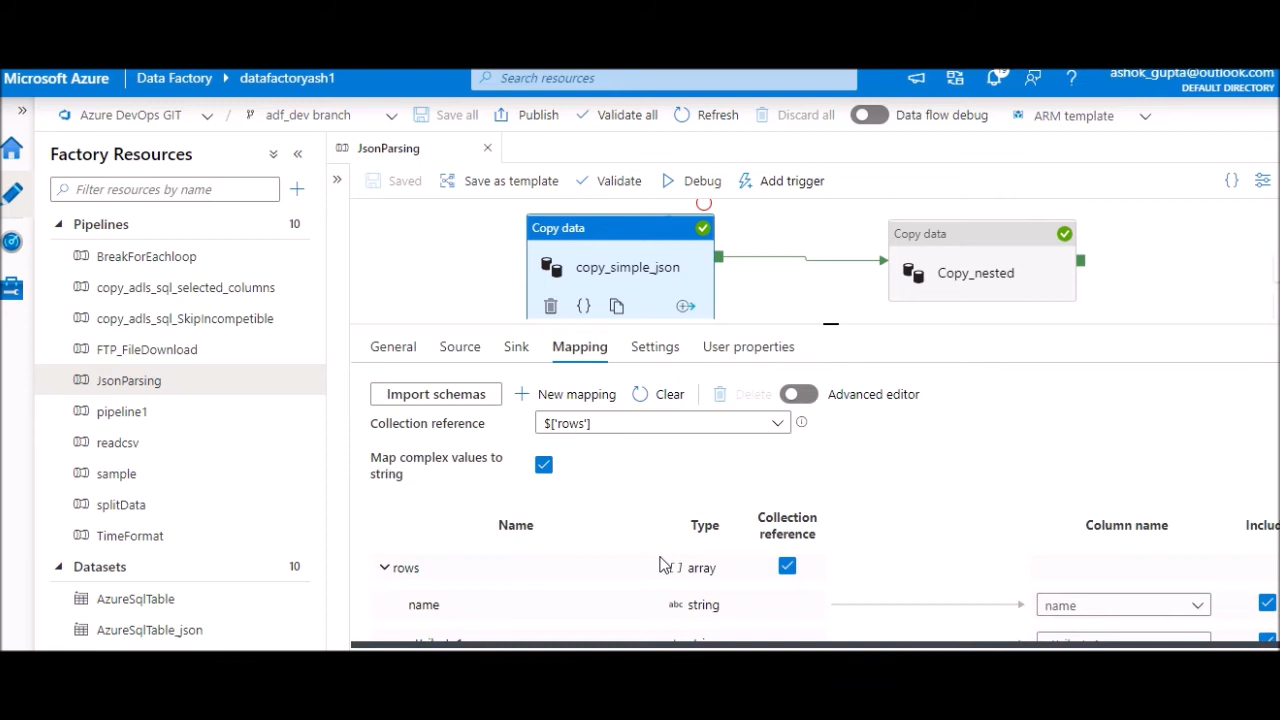 Microsoft Azure
Data Factory
datafactoryash1
Search resources
ashok_gupta@outlook.com
DEFAULT DIRECTORY
Azure DevOps GIT
/
adf_dev branch
Save all
Publish
Validate all
Refresh
Discard all
Data flow debug
ARM template
Factory Resources
Filter resources by name
Pipelines
10
BreakForEachloop
copy_adls_sql_selected_columns
copy_adls_sql_SkipIncompetible
FTP_FileDownload
JsonParsing
pipeline1
readcsv
sample
splitData
TimeFormat
Datasets
10
AzureSqlTable
AzureSqlTable_json
JsonParsing
Saved
Save as template
Validate
Debug
Add trigger
Copy data
copy_simple_json
Copy data
Copy_nested
General
Source
Sink
Mapping
Settings
User properties
Import schemas
New mapping
Clear
Delete
Advanced editor
Collection reference
$['rows']
Map complex values to
string
Name
Type
Collection
reference
Column name
Inclu
rows
[ ] array
name
abc string
name